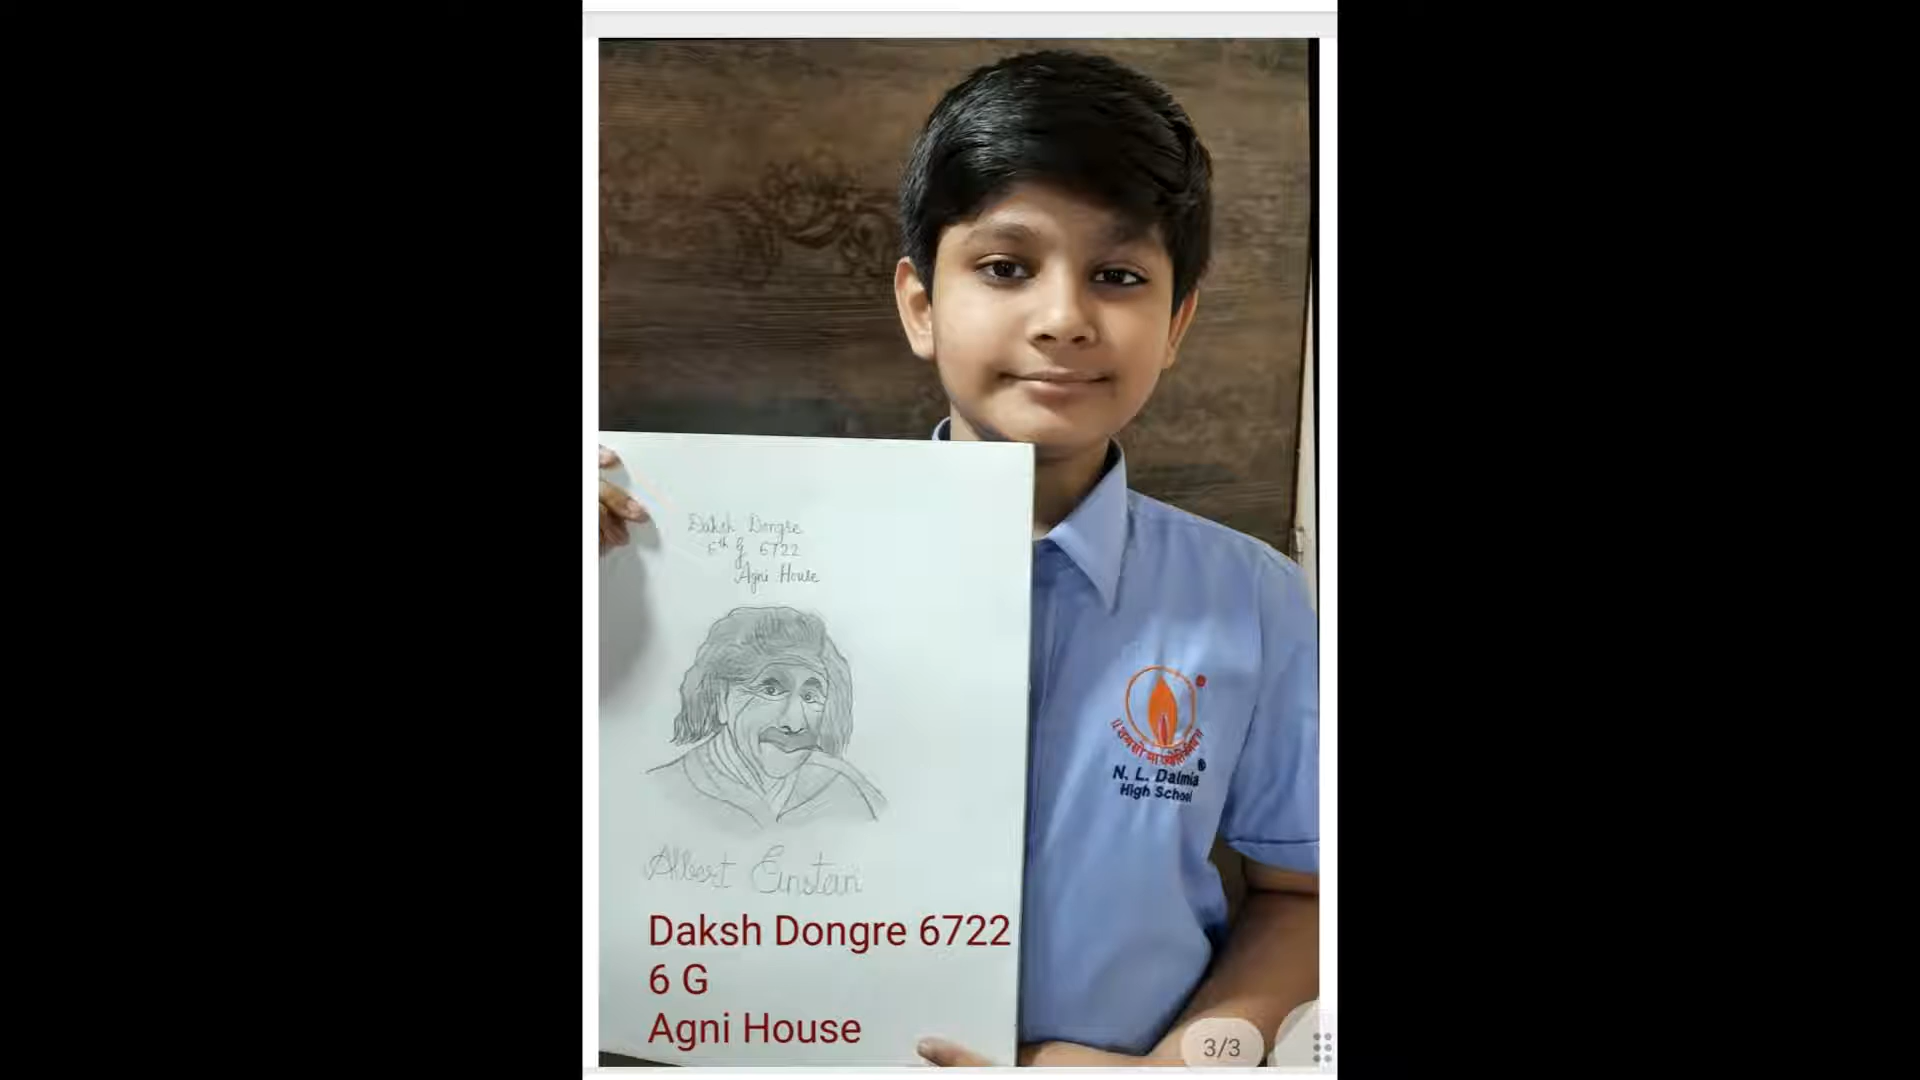 Daksh Dongre
6th G 6722
Agni House
Albert Einstein
Daksh Dongre 6722
6 G
Agni House
N. L. Dalmia
High School
3/3